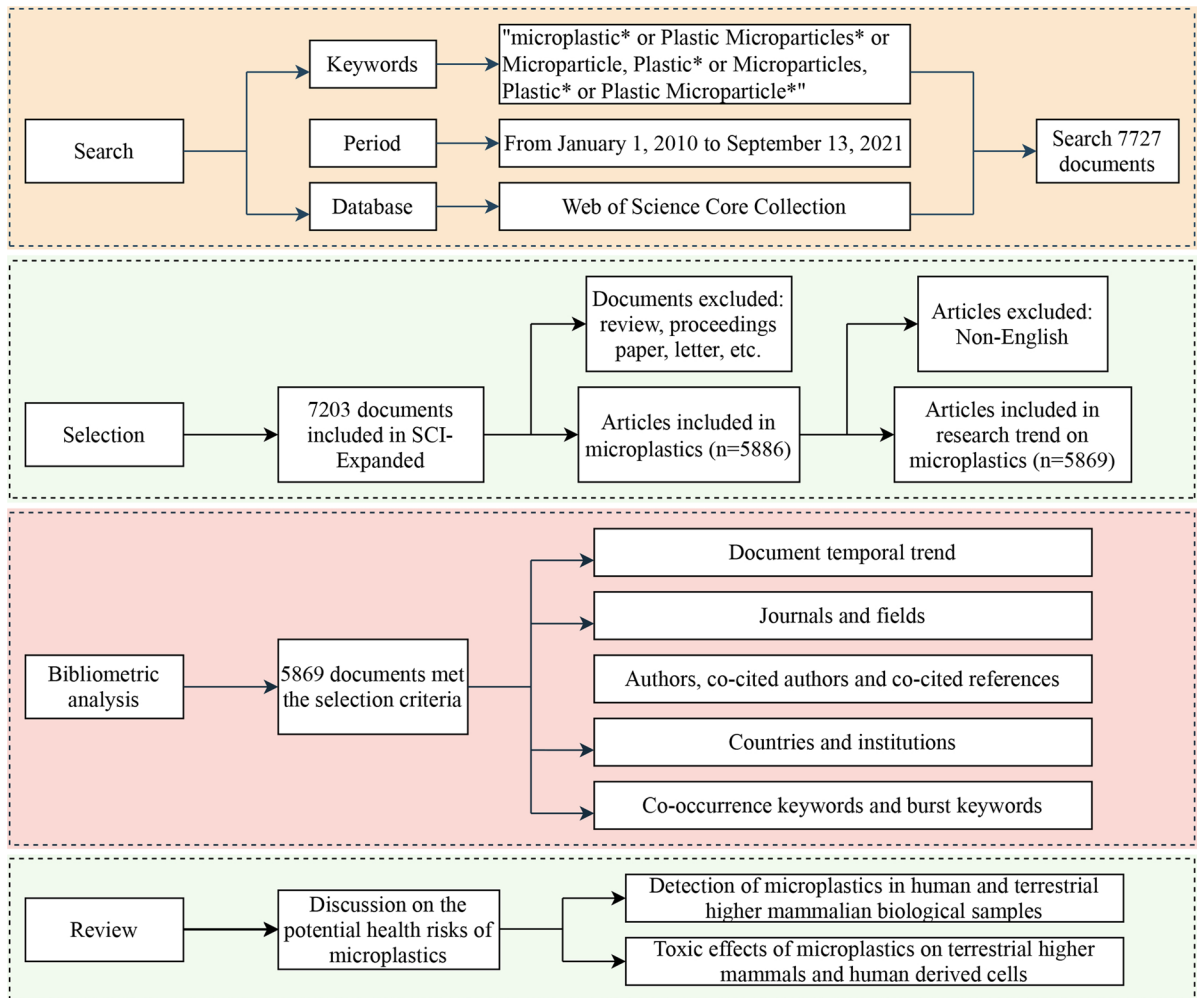 Search
Keywords
"microplastic* or Plastic Microparticles* or
Microparticle, Plastic* or Microparticles,
Plastic* or Plastic Microparticle*"
Period
From January 1, 2010 to September 13, 2021
Database
Web of Science Core Collection
Search 7727
documents
Selection
7203 documents
included in SCI-
Expanded
Documents excluded:
review, proceedings
paper, letter, etc.
Articles included in
microplastics (n=5886)
Articles excluded:
Non-English
Articles included in
research trend on
microplastics (n=5869)
Bibliometric
analysis
5869 documents met
the selection criteria
Document temporal trend
Journals and fields
Authors, co-cited authors and co-cited references
Countries and institutions
Co-occurrence keywords and burst keywords
Review
Discussion on the
potential health risks of
microplastics
Detection of microplastics in human and terrestrial
higher mammalian biological samples
Toxic effects of microplastics on terrestrial higher
mammals and human derived cells